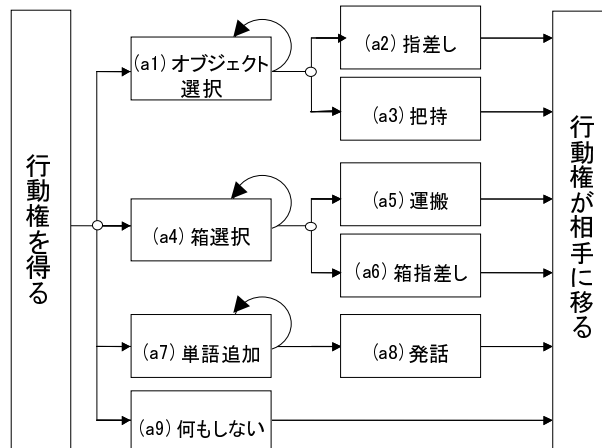 行動権を得る
(a1) オブジェクト
選択
(a2) 指差し
(a3) 把持
(a4) 箱選択
(a5) 運搬
(a6) 箱指差し
(a7) 単語追加
(a8) 発話
(a9) 何もしない
行動権が相手に移る